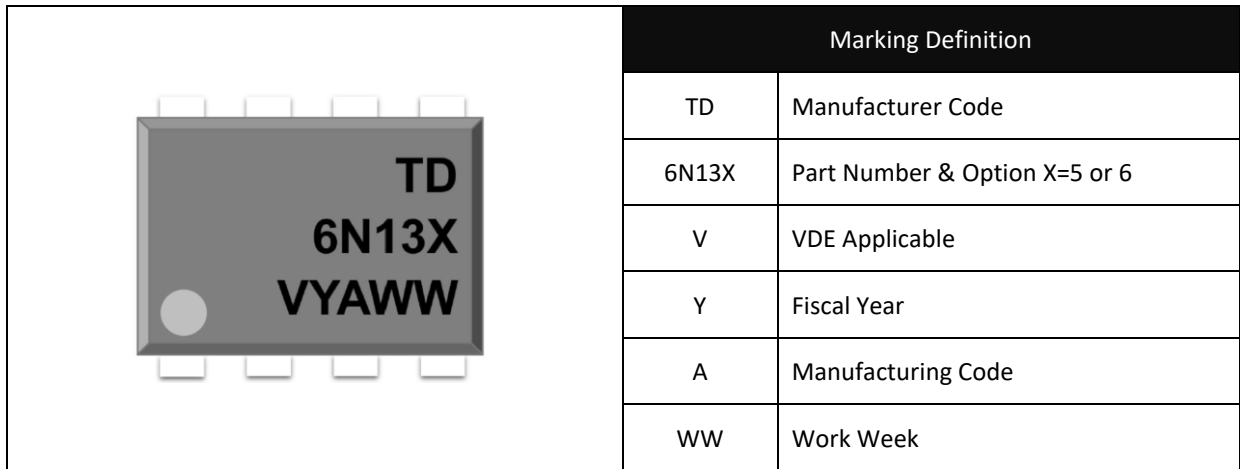 TD
6N13X
VYAWW
Marking Definition
TD Manufacturer Code
6N13X Part Number & Option X=5 or 6
V VDE Applicable
Y Fiscal Year
A Manufacturing Code
WW Work Week